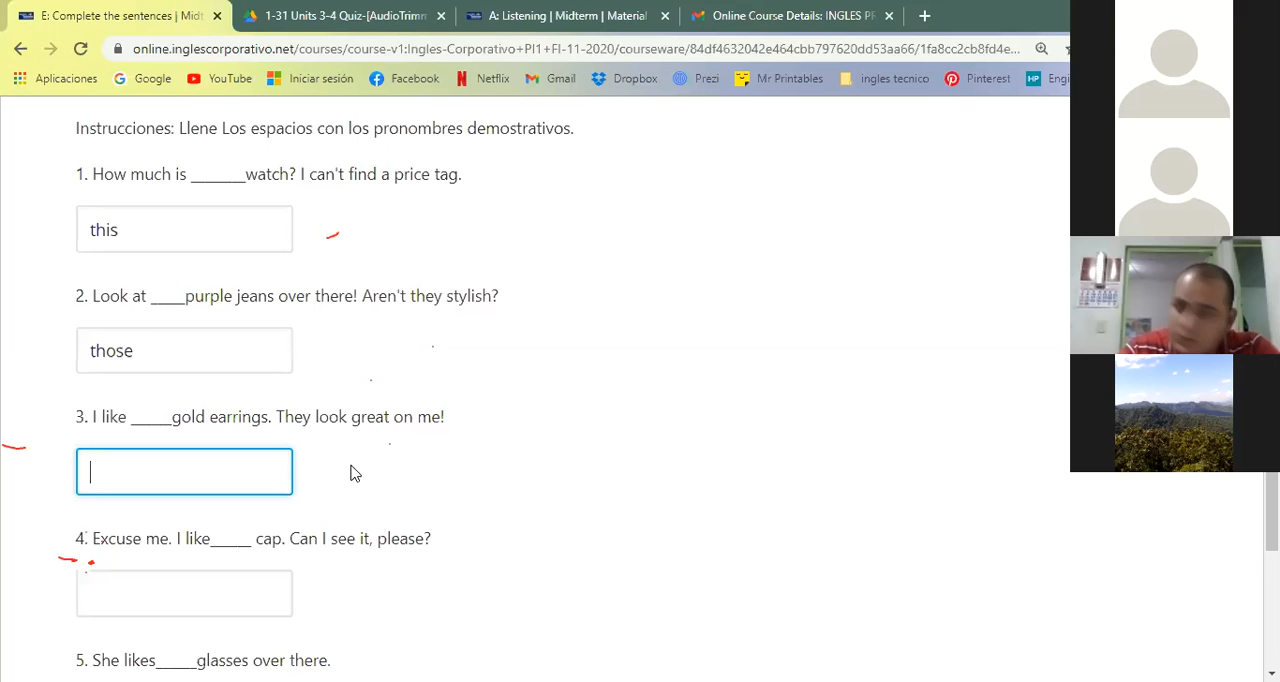 E: Complete the sentences | Midt
1-31 Units 3-4 Quiz-[AudioTrimm
A: Listening | Midterm | Material
Online Course Details: INGLES PR
online.inglescorporativo.net/courses/course-v1:Ingles-Corporativo+PI1+FI-11-2020/courseware/84df4632042e464cbb797620dd53aa66/1fa8cc2cb8fd4e...
Aplicaciones Google YouTube Iniciar sesión Facebook Netflix Gmail Dropbox Prezi Mr Printables ingles tecnico Pinterest HP Engi
Instrucciones: Llene Los espacios con los pronombres demostrativos.
1. How much is _______watch? I can't find a price tag.
this
2. Look at ____purple jeans over there! Aren't they stylish?
those
3. I like _____gold earrings. They look great on me!
4. Excuse me. I like_____ cap. Can I see it, please?
5. She likes_____glasses over there.